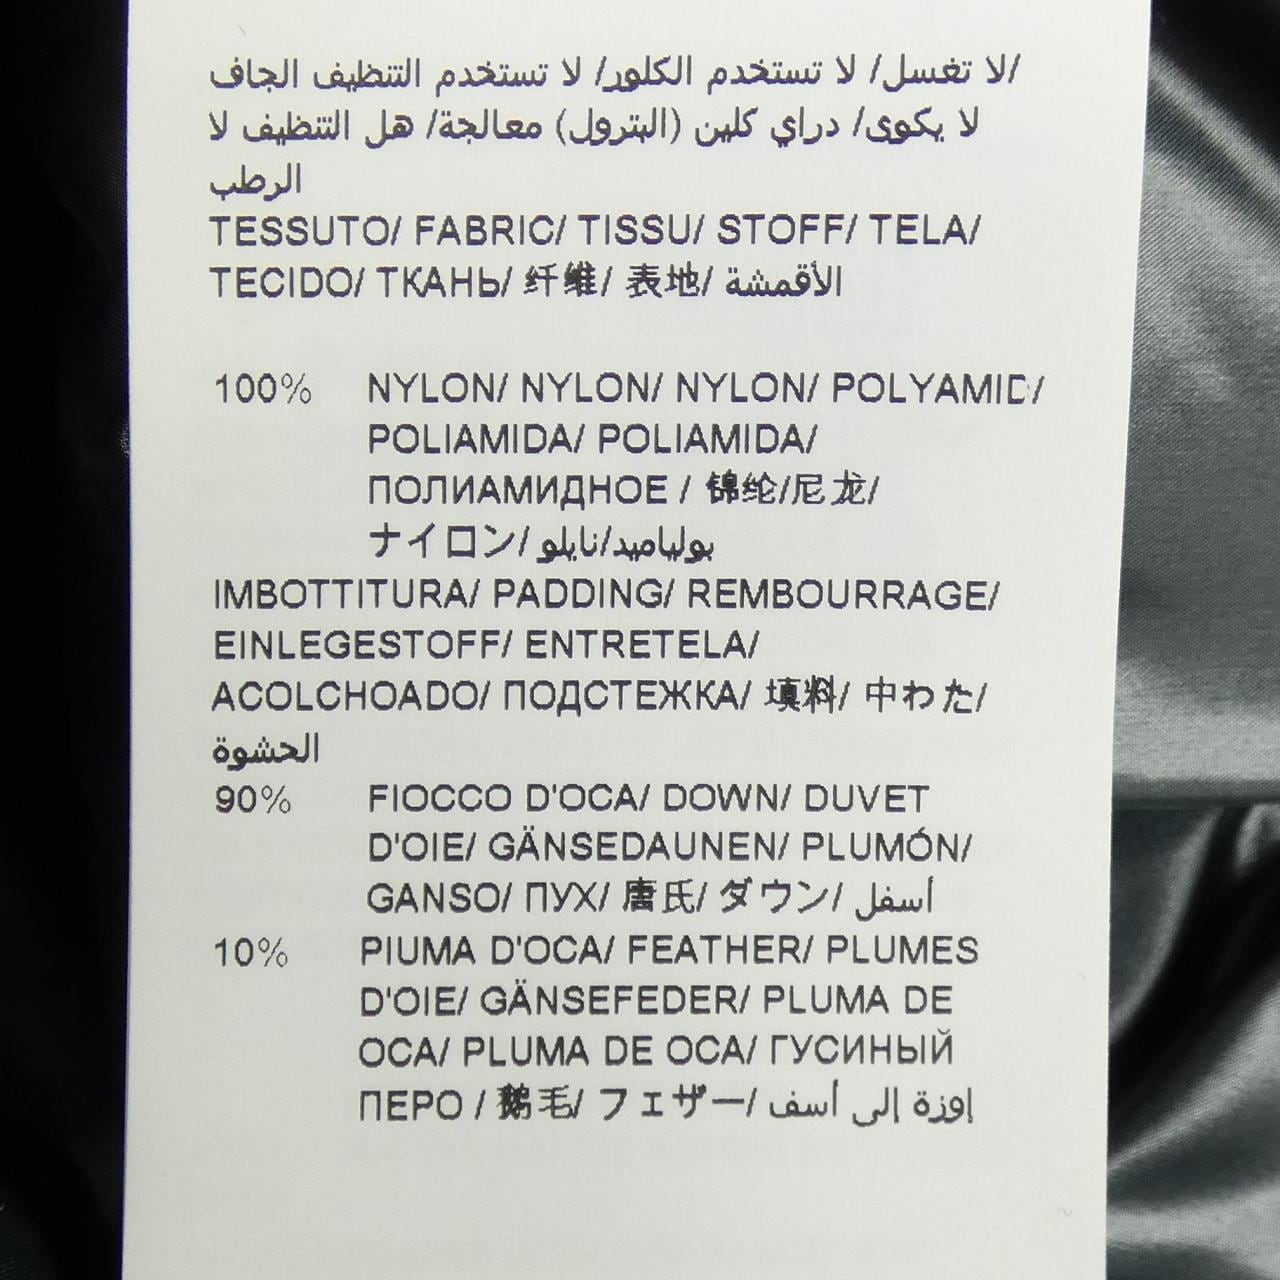 لا تغسل/ لا تستخدم الكلور/ لا تستخدم التنظيف الجاف/
لا يكوى/ دراي كلين (البترول) معالجة/ هل التنظيف لا
الرطب
TESSUTO/ FABRIC/ TISSU/ STOFF/ TELA/
TECIDO/ ТКАНЬ/ 纤维/ 表地/ الأقمشة
100% NYLON/ NYLON/ NYLON/ POLYAMID/
POLIAMIDA/ POLIAMIDA/
ПОЛИАМИДНОЕ / 锦纶/尼龙/
ナイロン/ بولياميد/نايلو
IMBOTTITURA/ PADDING/ REMBOURRAGE/
EINLEGESTOFF/ ENTRETELA/
ACOLCHOADO/ ПОДСТЕЖКА/ 填料/ 中わた/
الحشوة
90% FIOCCO D'OCA/ DOWN/ DUVET
D'OIE/ GÄNSEDAUNEN/ PLUMÓN/
GANSO/ ПУХ/ 唐氏/ ダウン/ أسفل
10% PIUMA D'OCA/ FEATHER/ PLUMES
D'OIE/ GÄNSEFEDER/ PLUMA DE
OCA/ PLUMA DE OCA/ ГУСИНЫЙ
ПЕРО / 鹅毛/ フェザー/ إوزة إلى أسف